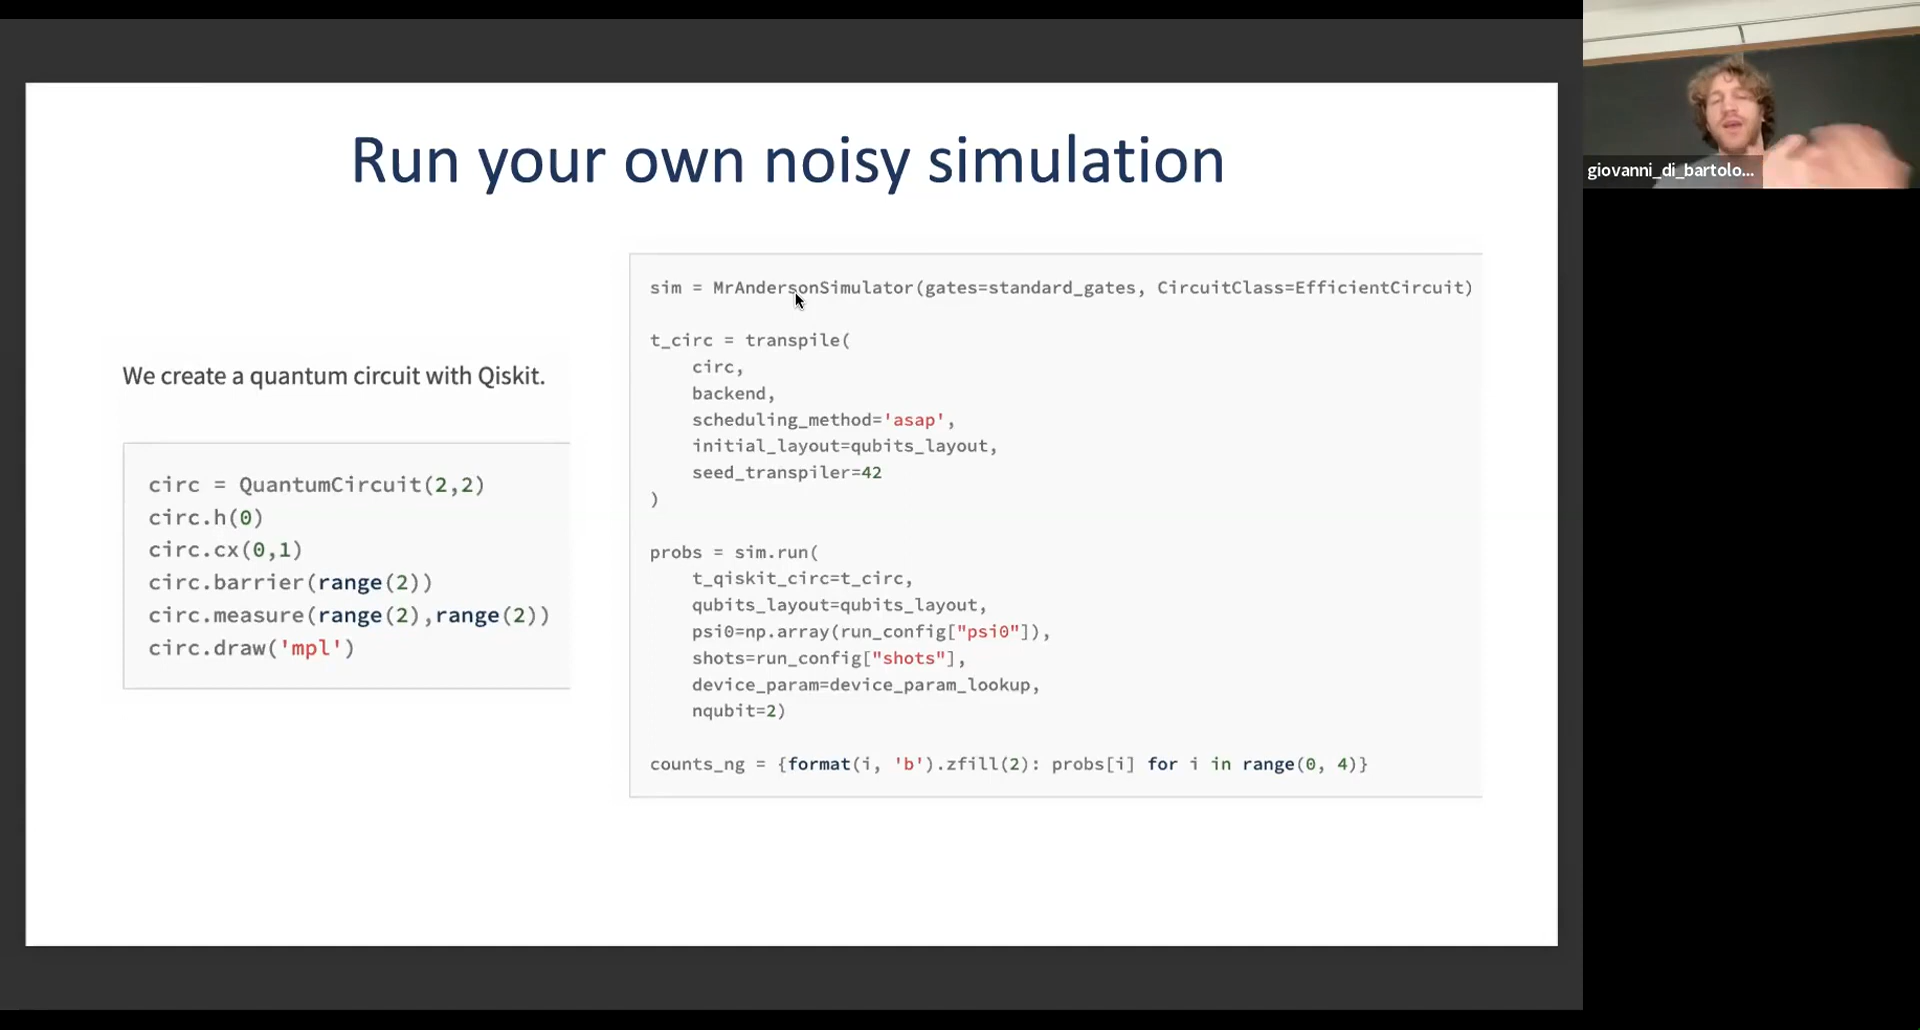 Run your own noisy simulation
We create a quantum circuit with Qiskit.
circ = QuantumCircuit(2,2)
circ.h(0)
circ.cx(0,1)
circ.barrier(range(2))
circ.measure(range(2),range(2))
circ.draw('mpl')
sim = MrAndersonSimulator(gates=standard_gates, CircuitClass=EfficientCircuit)
t_circ = transpile(
circ,
backend,
scheduling_method='asap',
initial_layout=qubits_layout,
seed_transpiler=42
)
probs = sim.run(
t_qiskit_circ=t_circ,
qubits_layout=qubits_layout,
psi0=np.array(run_config["psi0"]),
shots=run_config["shots"],
device_param=device_param_lookup,
nqubit=2)
counts_ng = {format(i, 'b').zfill(2): probs[i] for i in range(0, 4)}
giovanni_di_bartolo...